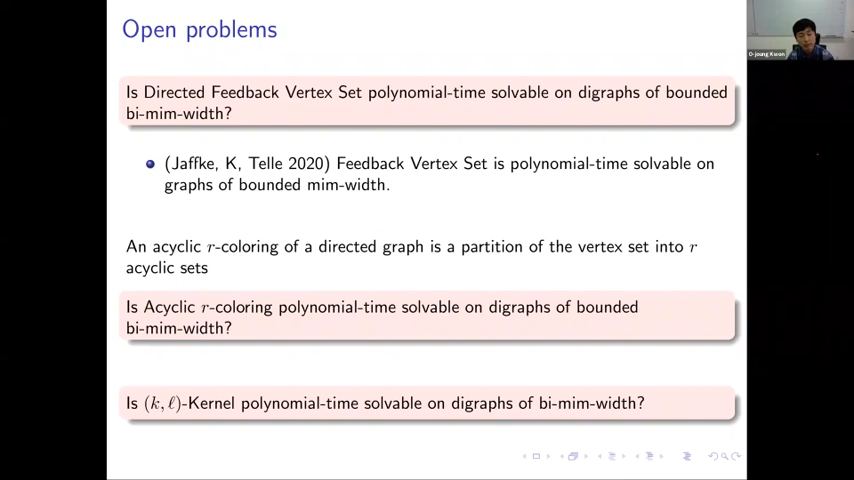 Open problems
O-joung Kwon
Is Directed Feedback Vertex Set polynomial-time solvable on digraphs of bounded
bi-mim-width?
(Jaffke, K, Telle 2020) Feedback Vertex Set is polynomial-time solvable on
graphs of bounded mim-width.
An acyclic r-coloring of a directed graph is a partition of the vertex set into r
acyclic sets
Is Acyclic r-coloring polynomial-time solvable on digraphs of bounded
bi-mim-width?
Is (k, ℓ)-Kernel polynomial-time solvable on digraphs of bi-mim-width?